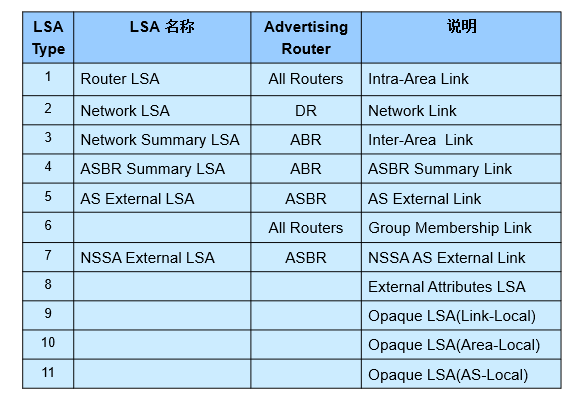 LSA Type LSA 名称 Advertising Router 说明
1 Router LSA All Routers Intra-Area Link
2 Network LSA DR Network Link
3 Network Summary LSA ABR Inter-Area Link
4 ASBR Summary LSA ABR ASBR Summary Link
5 AS External LSA ASBR AS External Link
6 All Routers Group Membership Link
7 NSSA External LSA ASBR NSSA AS External Link
8 External Attributes LSA
9 Opaque LSA(Link-Local)
10 Opaque LSA(Area-Local)
11 Opaque LSA(AS-Local)